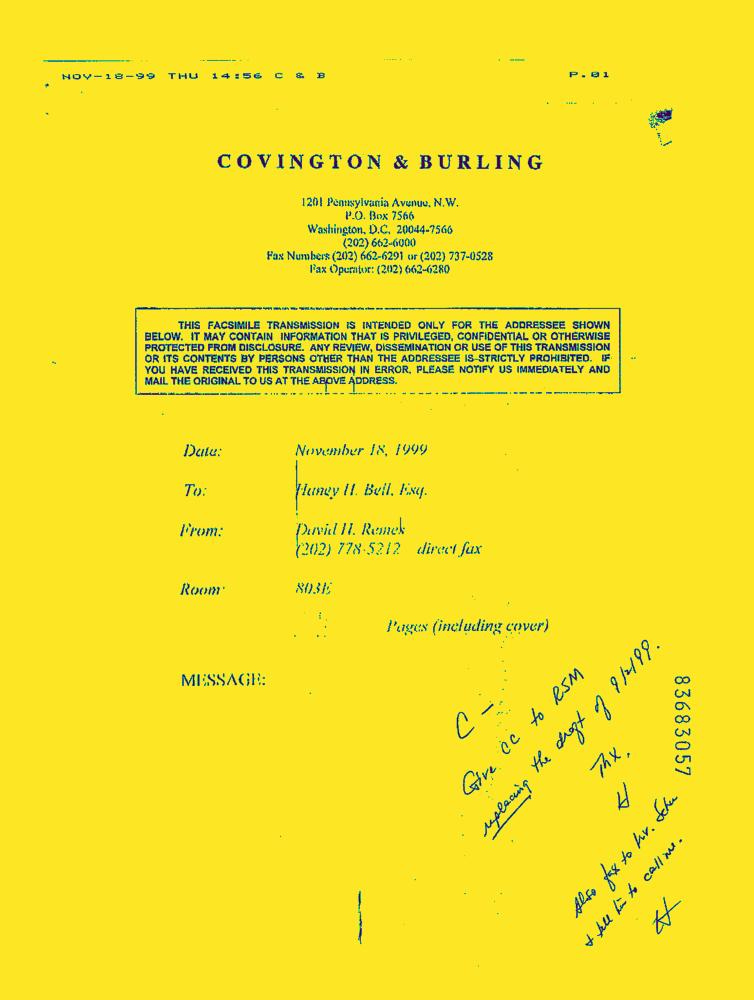 NOV-18-99 THU 14:56 C & B P.01
COVINGTON & BURLING
1201 Pennsylvania Avenue, N.W.
P.O. Box 7566
Washington, D.C. 20044-7566
(202) 662-6000
Fax Numbers (202) 662-6291 or (202) 737-0528
Fax Operator: (202) 662-6280
THIS FACSIMILE TRANSMISSION IS INTENDED ONLY FOR THE ADDRESSEE SHOWN
BELOW. IT MAY CONTAIN INFORMATION THAT IS PRIVILEGED, CONFIDENTIAL OR OTHERWISE
PROTECTED FROM DISCLOSURE. ANY REVIEW, DISSEMINATION OR USE OF THIS TRANSMISSION
OR ITS CONTENTS BY PERSONS OTHER THAN THE ADDRESSEE IS STRICTLY PROHIBITED. IF
YOU HAVE RECEIVED THIS TRANSMISSION IN ERROR, PLEASE NOTIFY US IMMEDIATELY AND
MAIL THE ORIGINAL TO US AT THE ABOVE ADDRESS.
Date: November 18, 1999
To: Haney H. Bell, Esq.
From: David H. Remes
(202) 778-5212 direct fax
Room: 803E
Pages (including cover)
MESSAGE:
C -
Give cc to RSM
replacing the draft of 9/2/99.
Thx.
H
Also fax to Mr.
& tell him to call me.
H
83683057